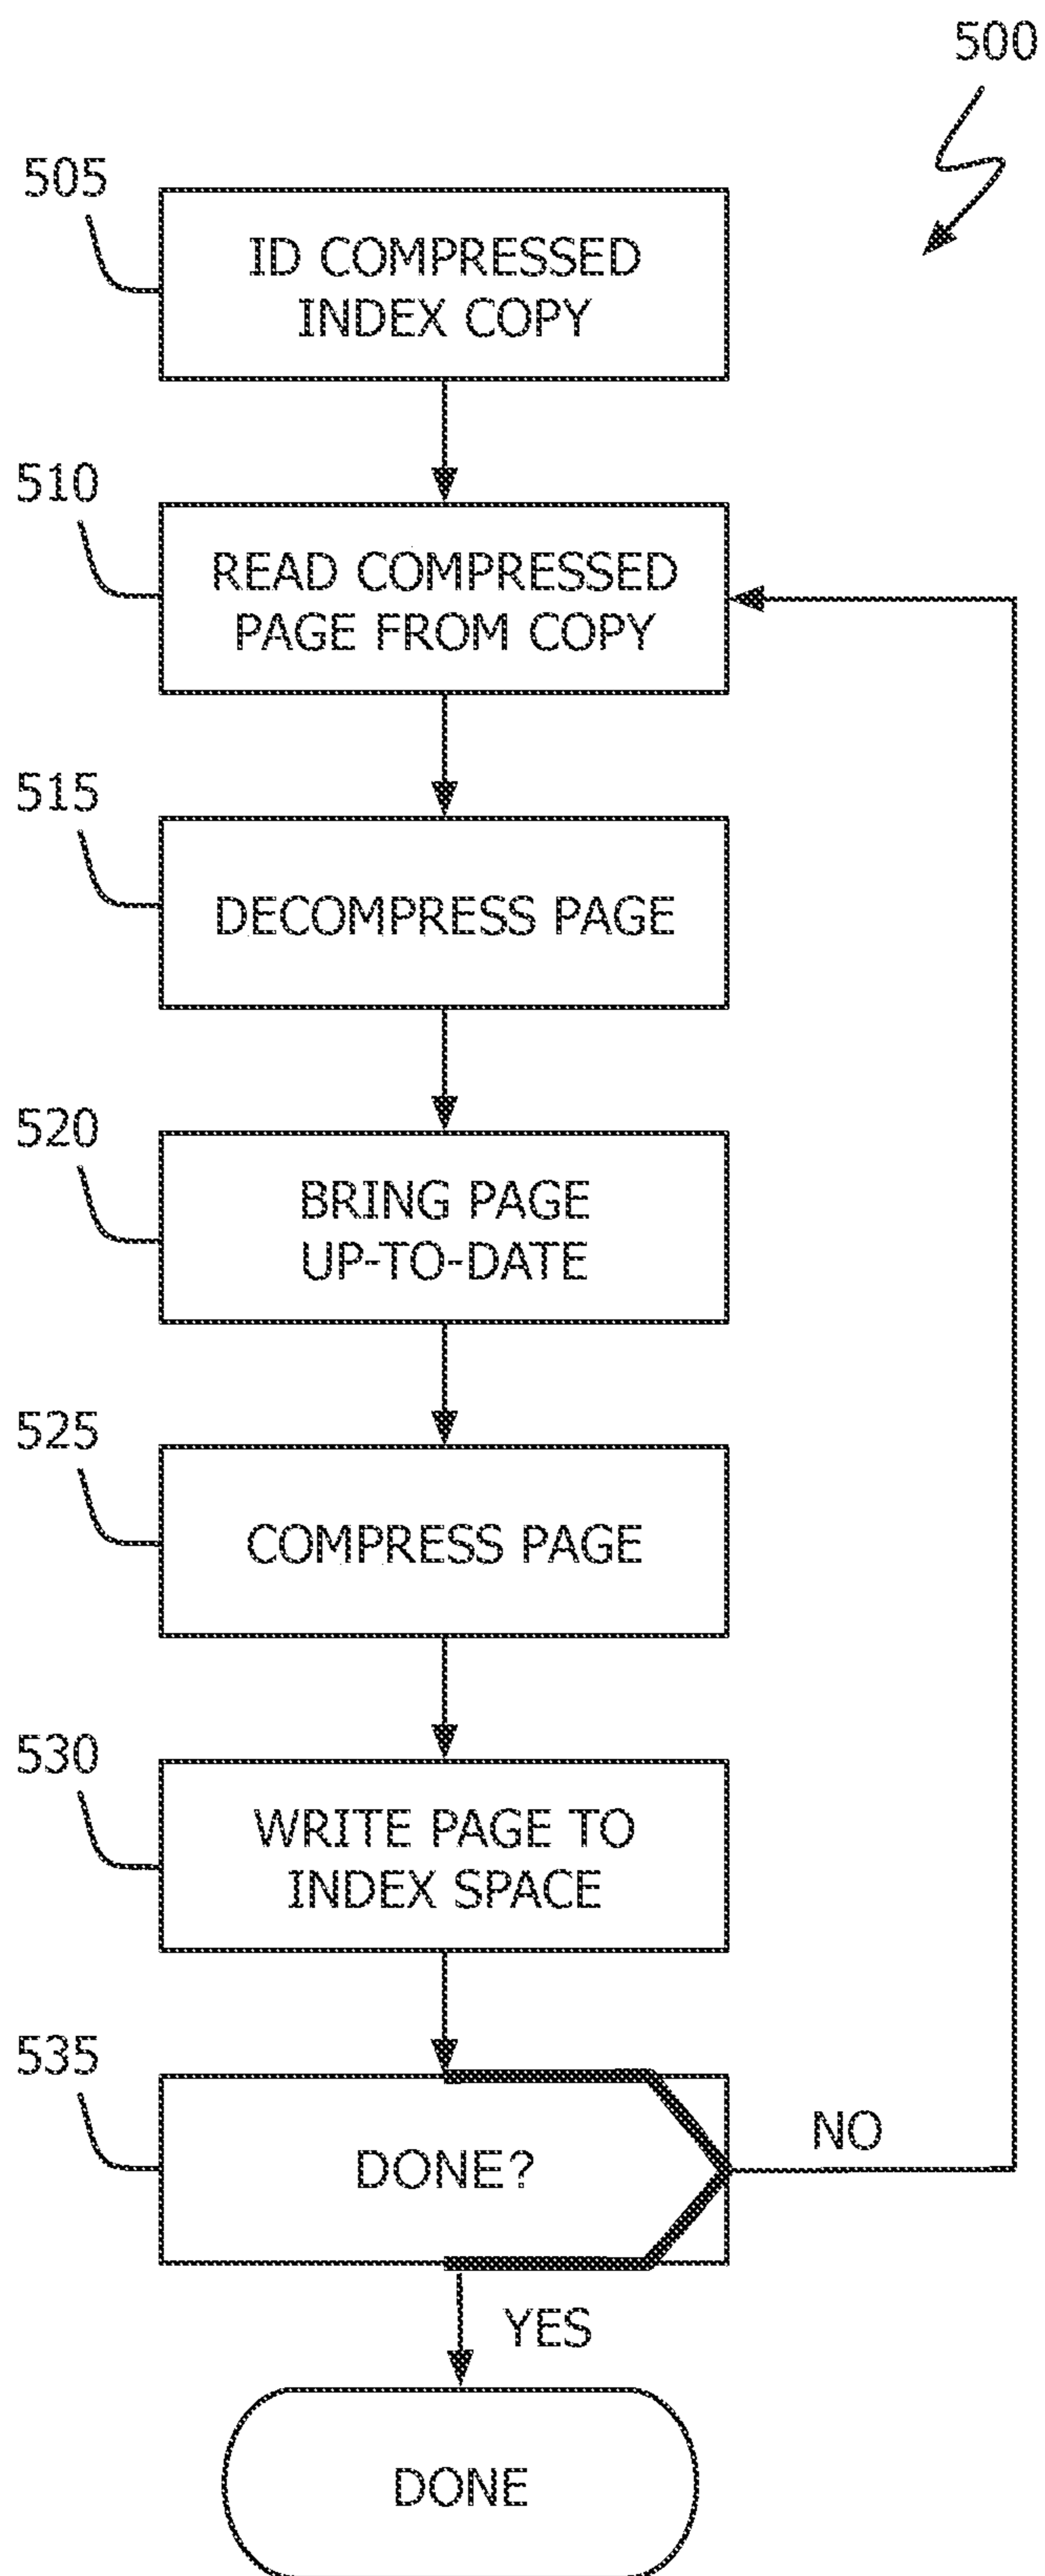 500
505
ID COMPRESSED
INDEX COPY
510
READ COMPRESSED
PAGE FROM COPY
515
DECOMPRESS PAGE
520
BRING PAGE
UP-TO-DATE
525
COMPRESS PAGE
530
WRITE PAGE TO
INDEX SPACE
535
DONE?
NO
YES
DONE